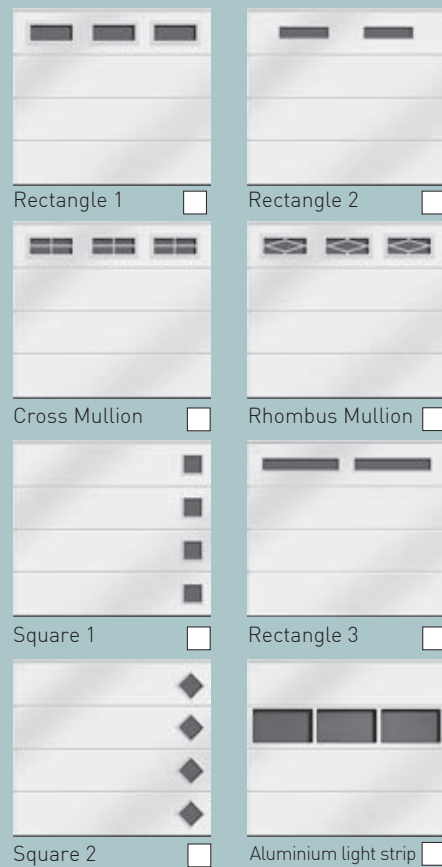 Rectangle 1
Rectangle 2
Cross Mullion
Rhombus Mullion
Square 1
Rectangle 3
Square 2
Aluminium light strip